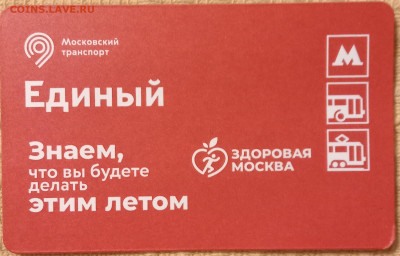 COINS.LAVE.RU
Московский
транспорт
Единый
Знаем,
что вы будете
делать
этим летом
ЗДОРОВАЯ
МОСКВА
М